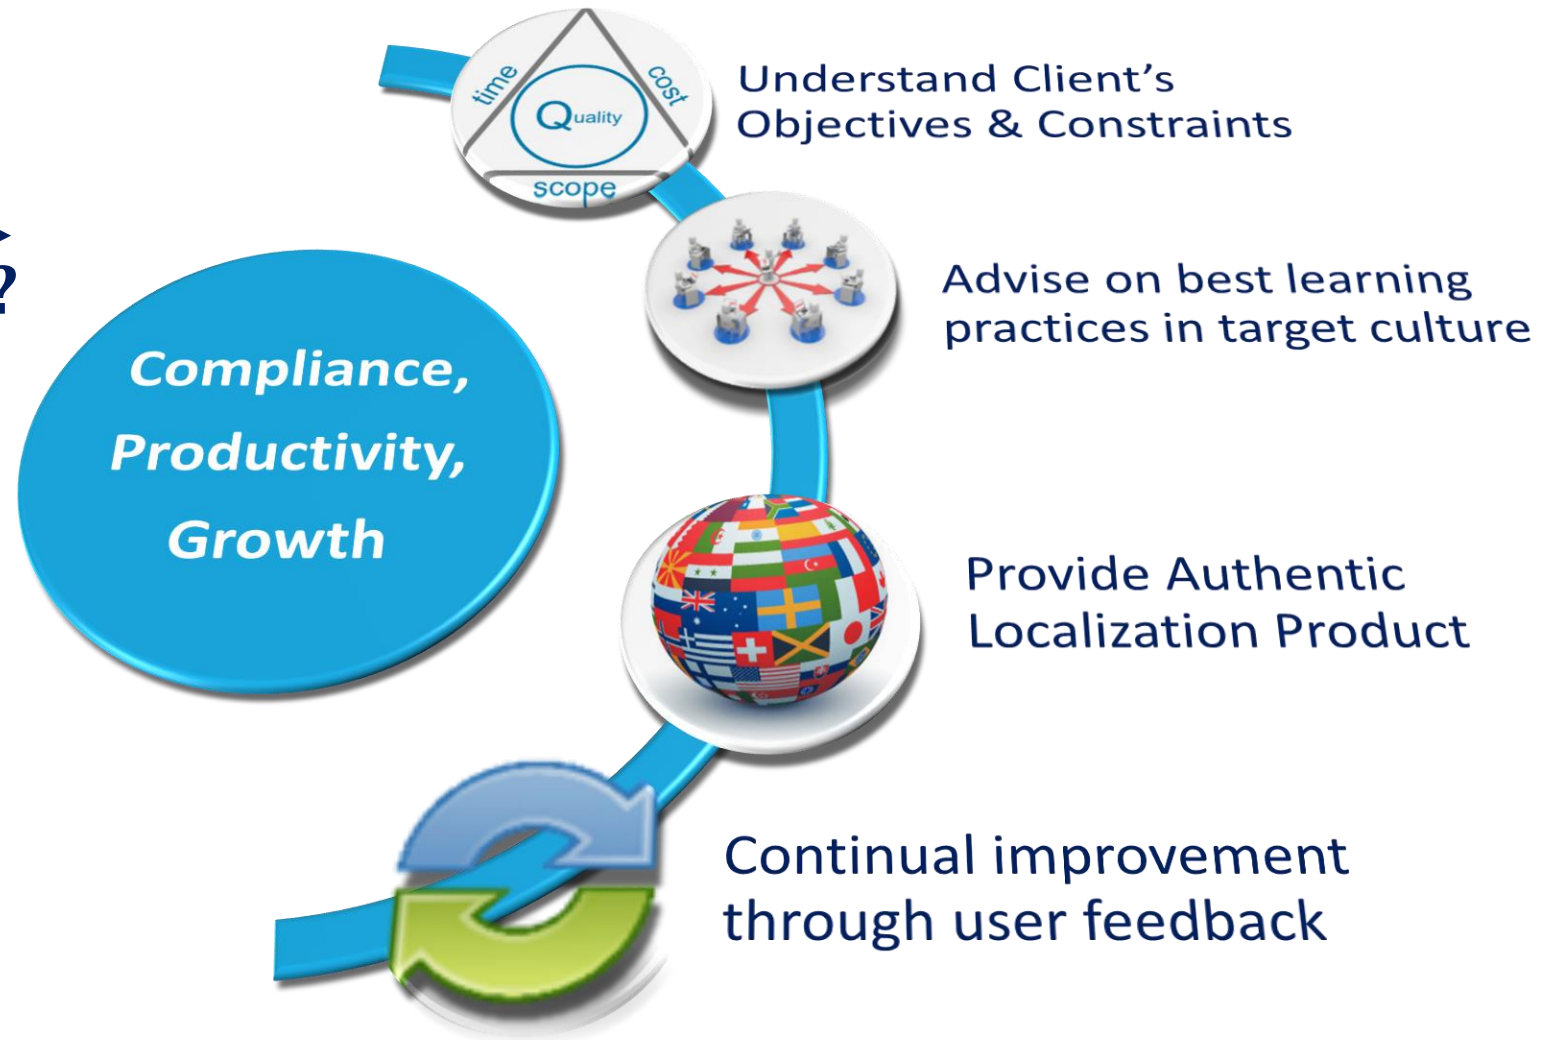 time
cost
Quality
scope
Understand Client's
Objectives & Constraints
Advise on best learning
practices in target culture
?
Compliance,
Productivity,
Growth
Provide Authentic
Localization Product
Continual improvement
through user feedback